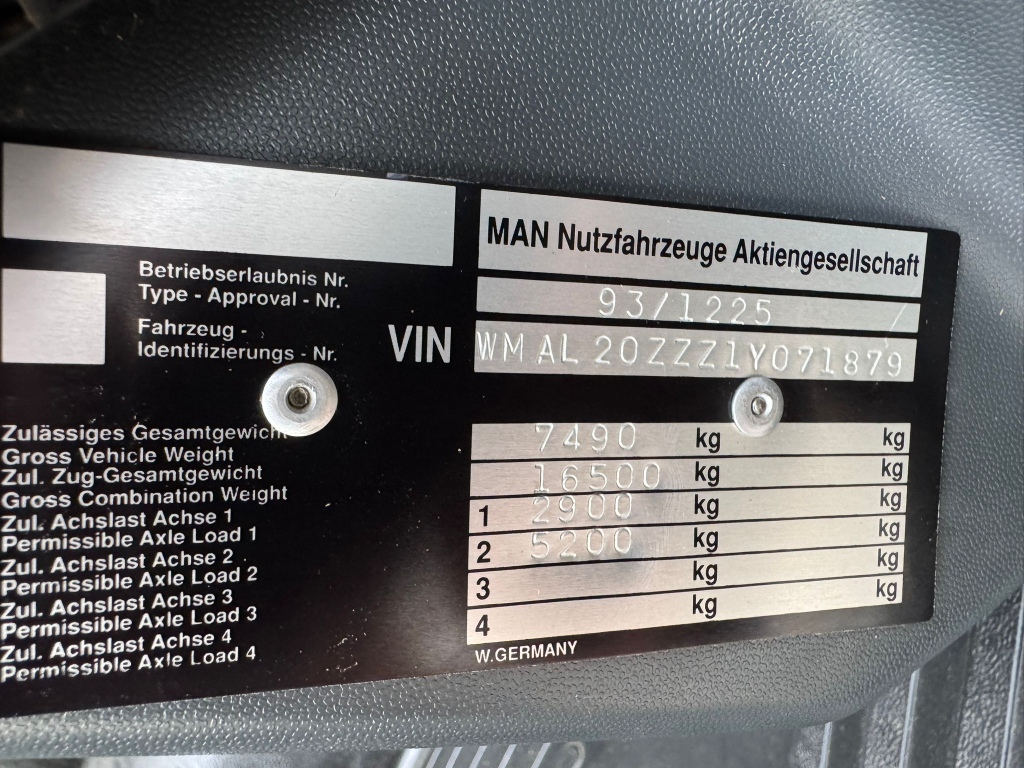 MAN Nutzfahrzeuge Aktiengesellschaft
Betriebserlaubnis Nr.
Type - Approval - Nr.
93/1225 /
Fahrzeug -
Identifizierungs - Nr.
VIN WMAL20ZZZ1Y071879
Zulässiges Gesamtgewicht
Gross Vehicle Weight
7490 kg kg
Zul. Zug-Gesamtgewicht
Gross Combination Weight
16500 kg kg
Zul. Achslast Achse 1
Permissible Axle Load 1
1 2900 kg kg
Zul. Achslast Achse 2
Permissible Axle Load 2
2 5200 kg kg
Zul. Achslast Achse 3
Permissible Axle Load 3
3 kg kg
Zul. Achslast Achse 4
Permissible Axle Load 4
4 kg kg
W.GERMANY